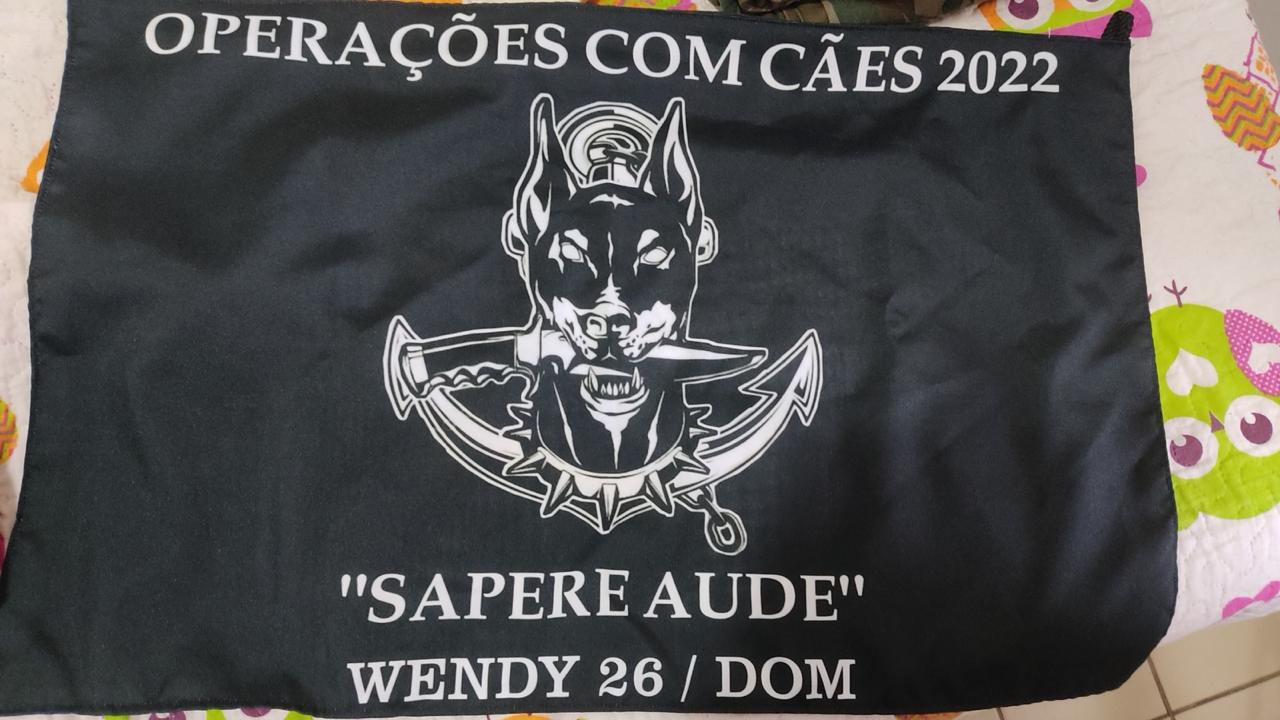 OPERAÇÕES COM CÃES 2022
"SAPERE AUDE"
WENDY 26 / DOM